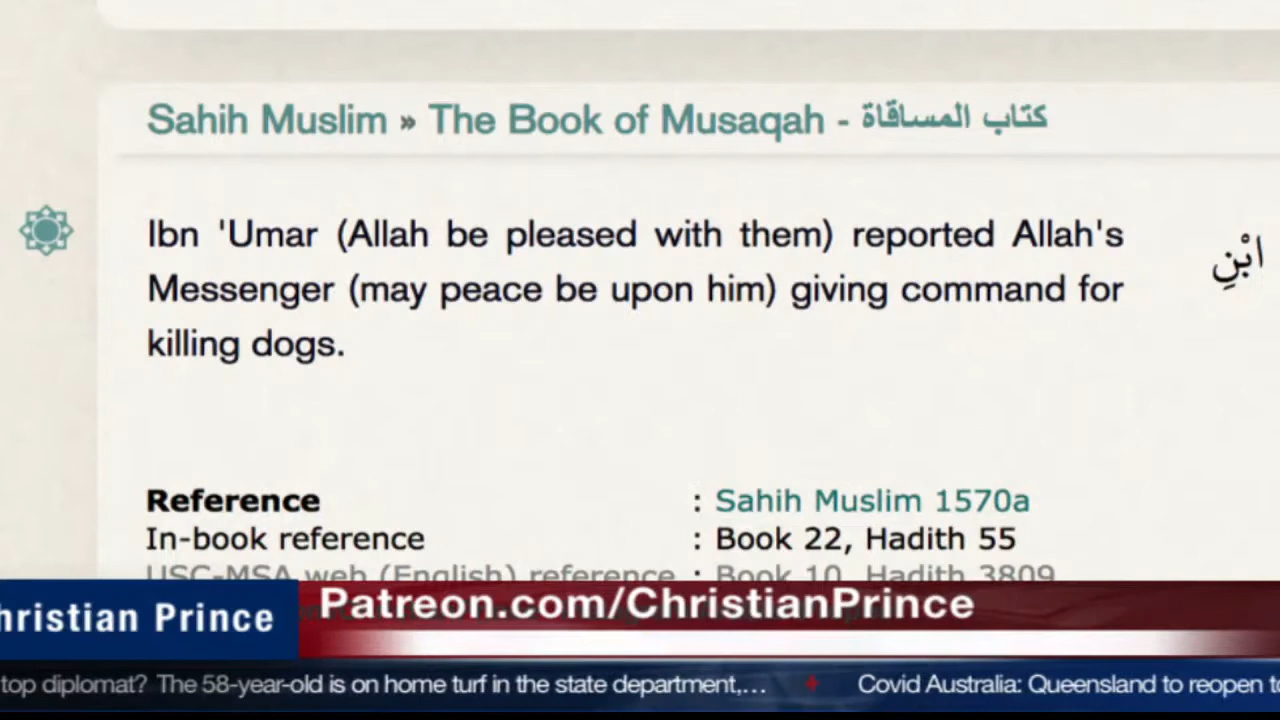 Sahih Muslim » The Book of Musaqah - كتاب المساقاة
Ibn 'Umar (Allah be pleased with them) reported Allah's
Messenger (may peace be upon him) giving command for
killing dogs.
ابْنِ
Reference : Sahih Muslim 1570a
In-book reference : Book 22, Hadith 55
USC-MSA web (English) reference : Book 10, Hadith 3809
hristian Prince
Patreon.com/ChristianPrince
top diplomat? The 58-year-old is on home turf in the state department,... Covid Australia: Queensland to reopen to